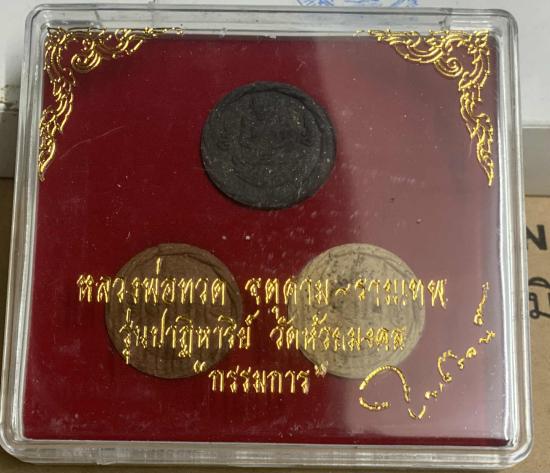 หลวงพ่อทวด จตุคาม~รามเทพ
รุ่นปาฏิหาริย์ วัดห้วยมงคล
"กรรมการ"